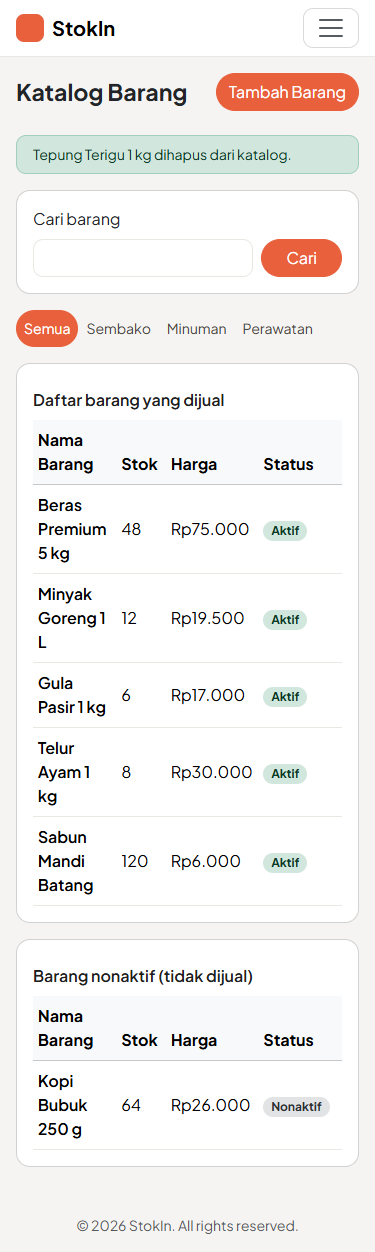 StokIn
Katalog Barang
Tambah Barang
Tepung Terigu 1 kg dihapus dari katalog.
Cari barang
Cari
Semua Sembako Minuman Perawatan
Daftar barang yang dijual
Nama Barang Stok Harga Status
Beras Premium 5 kg 48 Rp75.000 Aktif
Minyak Goreng 1 L 12 Rp19.500 Aktif
Gula Pasir 1 kg 6 Rp17.000 Aktif
Telur Ayam 1 kg 8 Rp30.000 Aktif
Sabun Mandi Batang 120 Rp6.000 Aktif
Barang nonaktif (tidak dijual)
Nama Barang Stok Harga Status
Kopi Bubuk 250 g 64 Rp26.000 Nonaktif
© 2026 StokIn. All rights reserved.